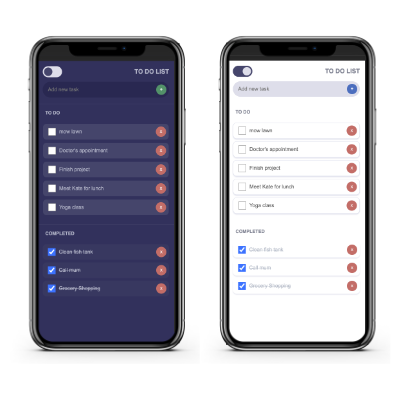 TO DO LIST
Add new task
+
TO DO
mow lawn
x
Doctor's appointment
x
Finish project
x
Meet Kate for lunch
x
Yoga class
x
COMPLETED
Clean fish tank
x
Call mum
x
Grocery Shopping
x
TO DO LIST
Add new task
+
TO DO
mow lawn
x
Doctor's appointment
x
Finish project
x
Meet Kate for lunch
x
Yoga class
x
COMPLETED
Clean fish tank
x
Call mum
x
Grocery Shopping
x